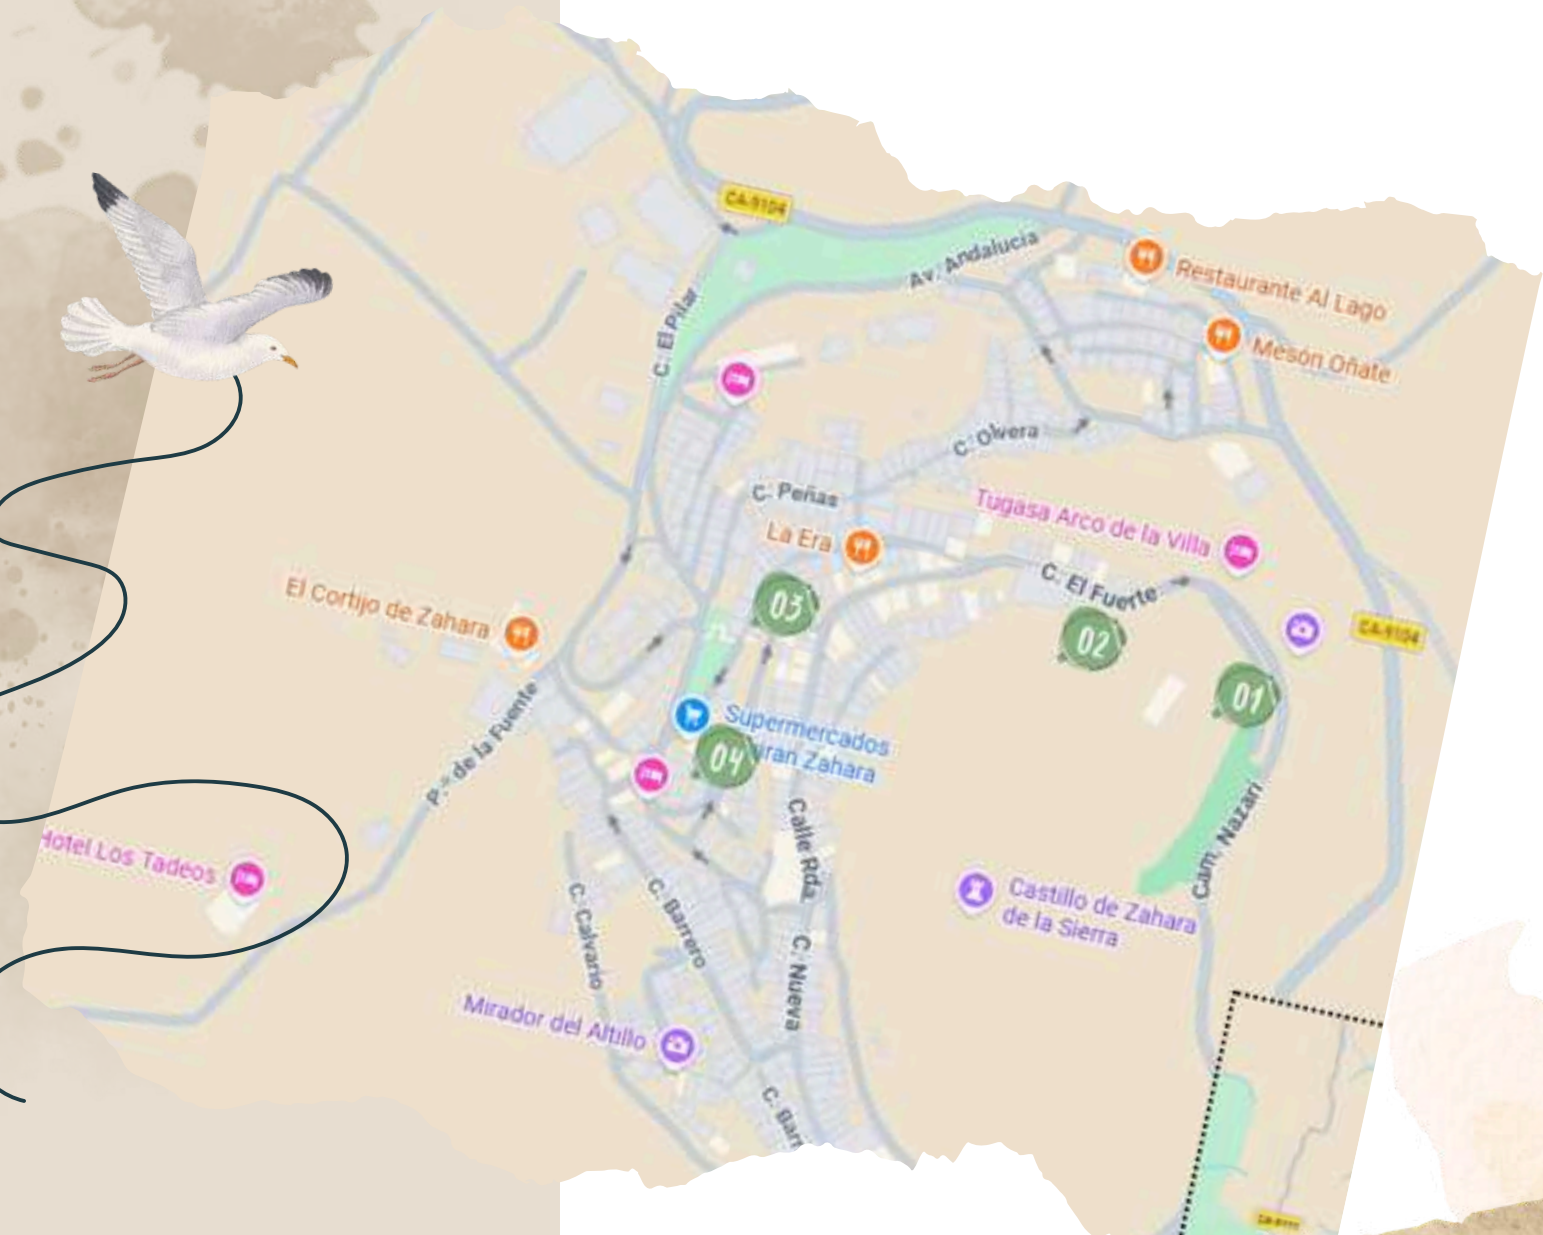 CA-9104
Av. Andalucía
Restaurante Al Lago
C. El Pilar
Mesón Oñate
C. Olvera
C. Peñas
Tugasa Arco de la Villa
La Era
C. El Fuerte
El Cortijo de Zahara
03
02
CA-9104
01
P.º de la Fuente
Supermercados
04
Zahara
Cam. Nazarí
Calle Rda.
Hotel Los Tadeos
C. Calvario
C. Barrero
Castillo de Zahara
de la Sierra
C. Nueva
Mirador del Altillo
C. Barr